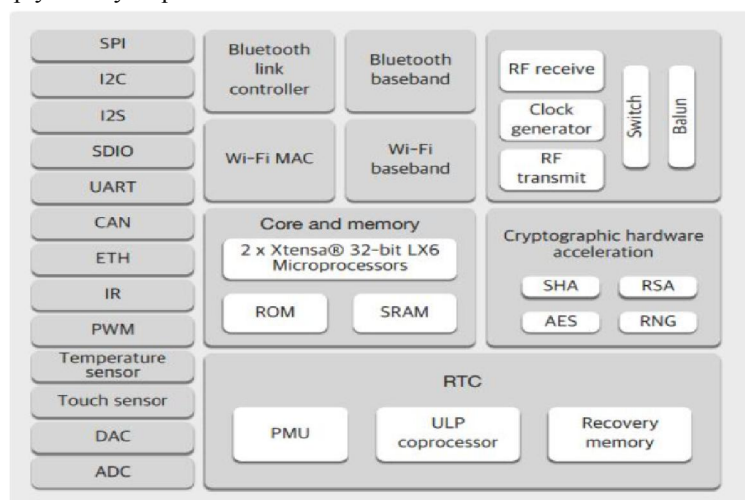 SPI
I2C
I2S
SDIO
UART
CAN
ETH
IR
PWM
Temperature
sensor
Touch sensor
DAC
ADC
Bluetooth
link
controller
Bluetooth
baseband
Wi-Fi MAC
Wi-Fi
baseband
RF receive
Clock
generator
RF
transmit
Switch
Balun
Core and memory
2 x Xtensa® 32-bit LX6
Microprocessors
ROM
SRAM
Cryptographic hardware
acceleration
SHA
RSA
AES
RNG
RTC
PMU
ULP
coprocessor
Recovery
memory